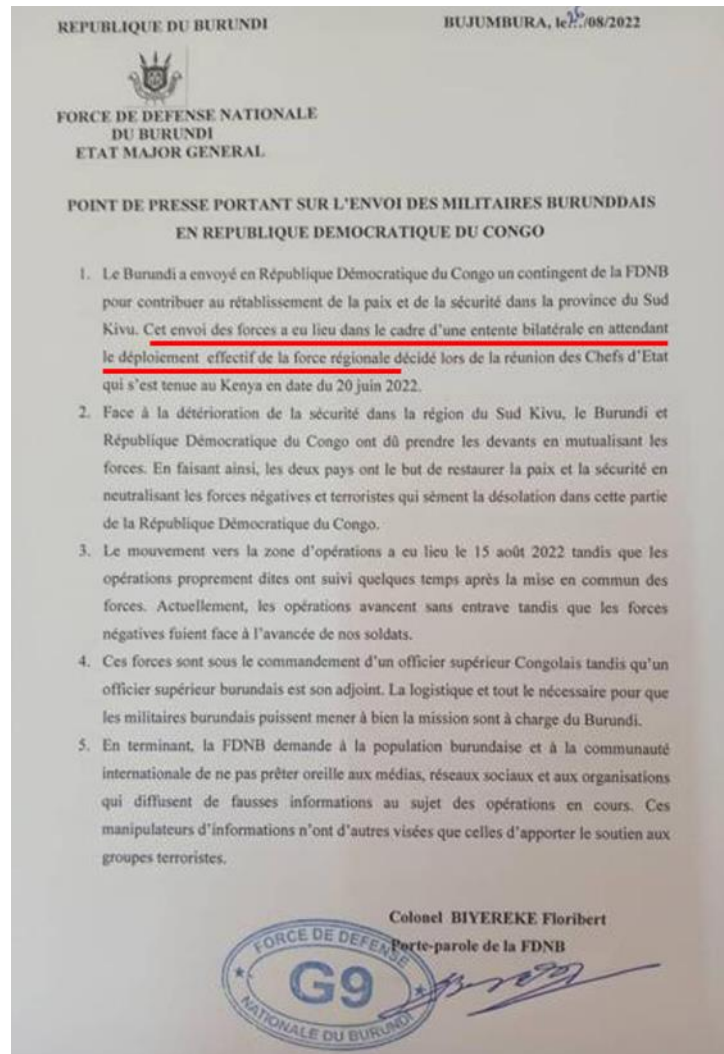 REPUBLIQUE DU BURUNDI
BUJUMBURA, le 26/08/2022
FORCE DE DEFENSE NATIONALE
DU BURUNDI
ETAT MAJOR GENERAL
POINT DE PRESSE PORTANT SUR L'ENVOI DES MILITAIRES BURUNDDAIS
EN REPUBLIQUE DEMOCRATIQUE DU CONGO
1. Le Burundi a envoyé en République Démocratique du Congo un contingent de la FDNB
pour contribuer au rétablissement de la paix et de la sécurité dans la province du Sud
Kivu. Cet envoi des forces a eu lieu dans le cadre d'une entente bilatérale en attendant
le déploiement effectif de la force régionale décidé lors de la réunion des Chefs d'Etat
qui s'est tenue au Kenya en date du 20 juin 2022.
2. Face à la détérioration de la sécurité dans la région du Sud Kivu, le Burundi et
République Démocratique du Congo ont dû prendre les devants en mutualisant les
forces. En faisant ainsi, les deux pays ont le but de restaurer la paix et la sécurité en
neutralisant les forces négatives et terroristes qui sèment la désolation dans cette partie
de la République Démocratique du Congo.
3. Le mouvement vers la zone d'opérations a eu lieu le 15 août 2022 tandis que les
opérations proprement dites ont suivi quelques temps après la mise en commun des
forces. Actuellement, les opérations avancent sans entrave tandis que les forces
négatives fuient face à l'avancée de nos soldats.
4. Ces forces sont sous le commandement d'un officier supérieur Congolais tandis qu'un
officier supérieur burundais est son adjoint. La logistique et tout le nécessaire pour que
les militaires burundais puissent mener à bien la mission sont à charge du Burundi.
5. En terminant, la FDNB demande à la population burundaise et à la communauté
internationale de ne pas prêter oreille aux médias, réseaux sociaux et aux organisations
qui diffusent de fausses informations au sujet des opérations en cours. Ces
manipulateurs d'informations n'ont d'autres visées que celles d'apporter le soutien aux
groupes terroristes.
Colonel BIYEREKE Floribert
Porte-parole de la FDNB
FORCE DE DEFENSE
G9
NATIONALE DU BURUNDI